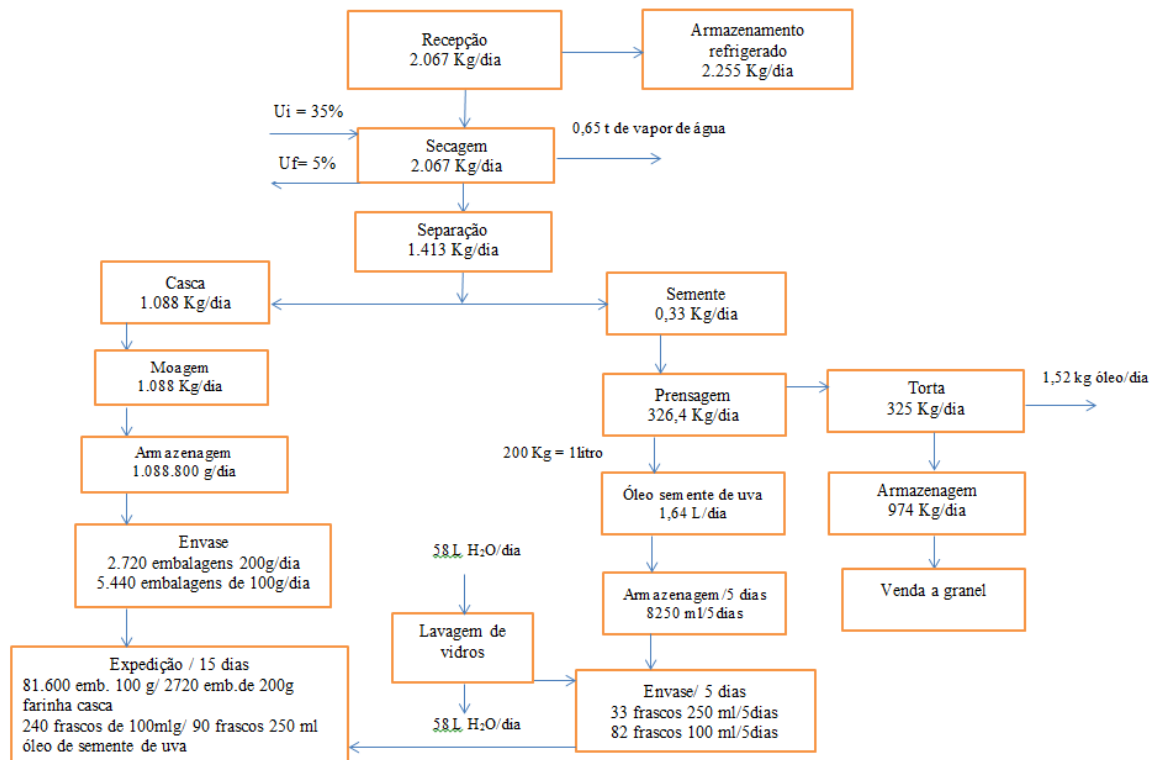 Recepção
2.067 Kg/dia
Armazenamento
refrigerado
2.255 Kg/dia
Ui = 35%
Uf= 5%
Secagem
2.067 Kg/dia
0,65 t de vapor de água
Separação
1.413 Kg/dia
Casca
1.088 Kg/dia
Semente
0,33 Kg/dia
Moagem
1.088 Kg/dia
Prensagem
326,4 Kg/dia
Torta
325 Kg/dia
1,52 kg óleo/dia
Armazenagem
1.088.800 g/dia
200 Kg = 1litro
Óleo semente de uva
1,64 L/dia
Armazenagem
974 Kg/dia
Envase
2.720 embalagens 200g/dia
5.440 embalagens de 100g/dia
58 L H₂O/dia
Armazenagem /5 dias
8250 ml/5dias
Venda a granel
Lavagem de
vidros
58 L H₂O/dia
Envase/ 5 dias
33 frascos 250 ml/5dias
82 frascos 100 ml/5dias
Expedição / 15 dias
81.600 emb. 100 g/ 2720 emb.de 200g
farinha casca
240 frascos de 100mlg/ 90 frascos 250 ml
óleo de semente de uva